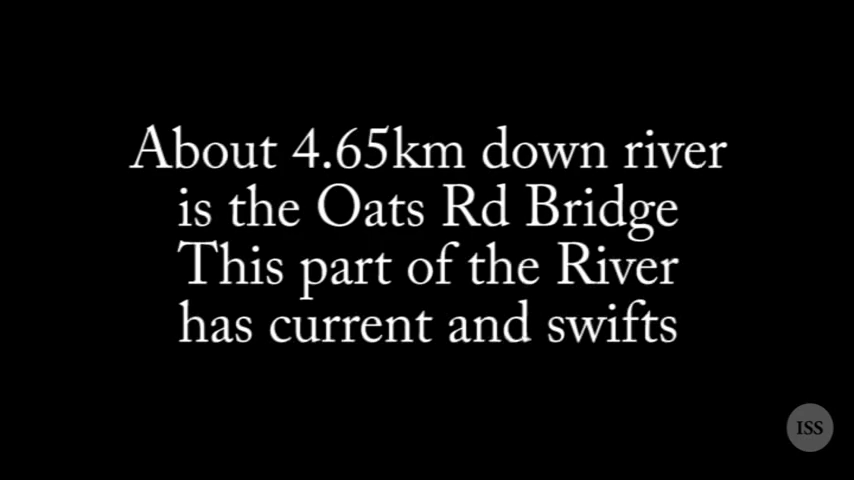 About 4.65km down river
is the Oats Rd Bridge
This part of the River
has current and swifts
ISS